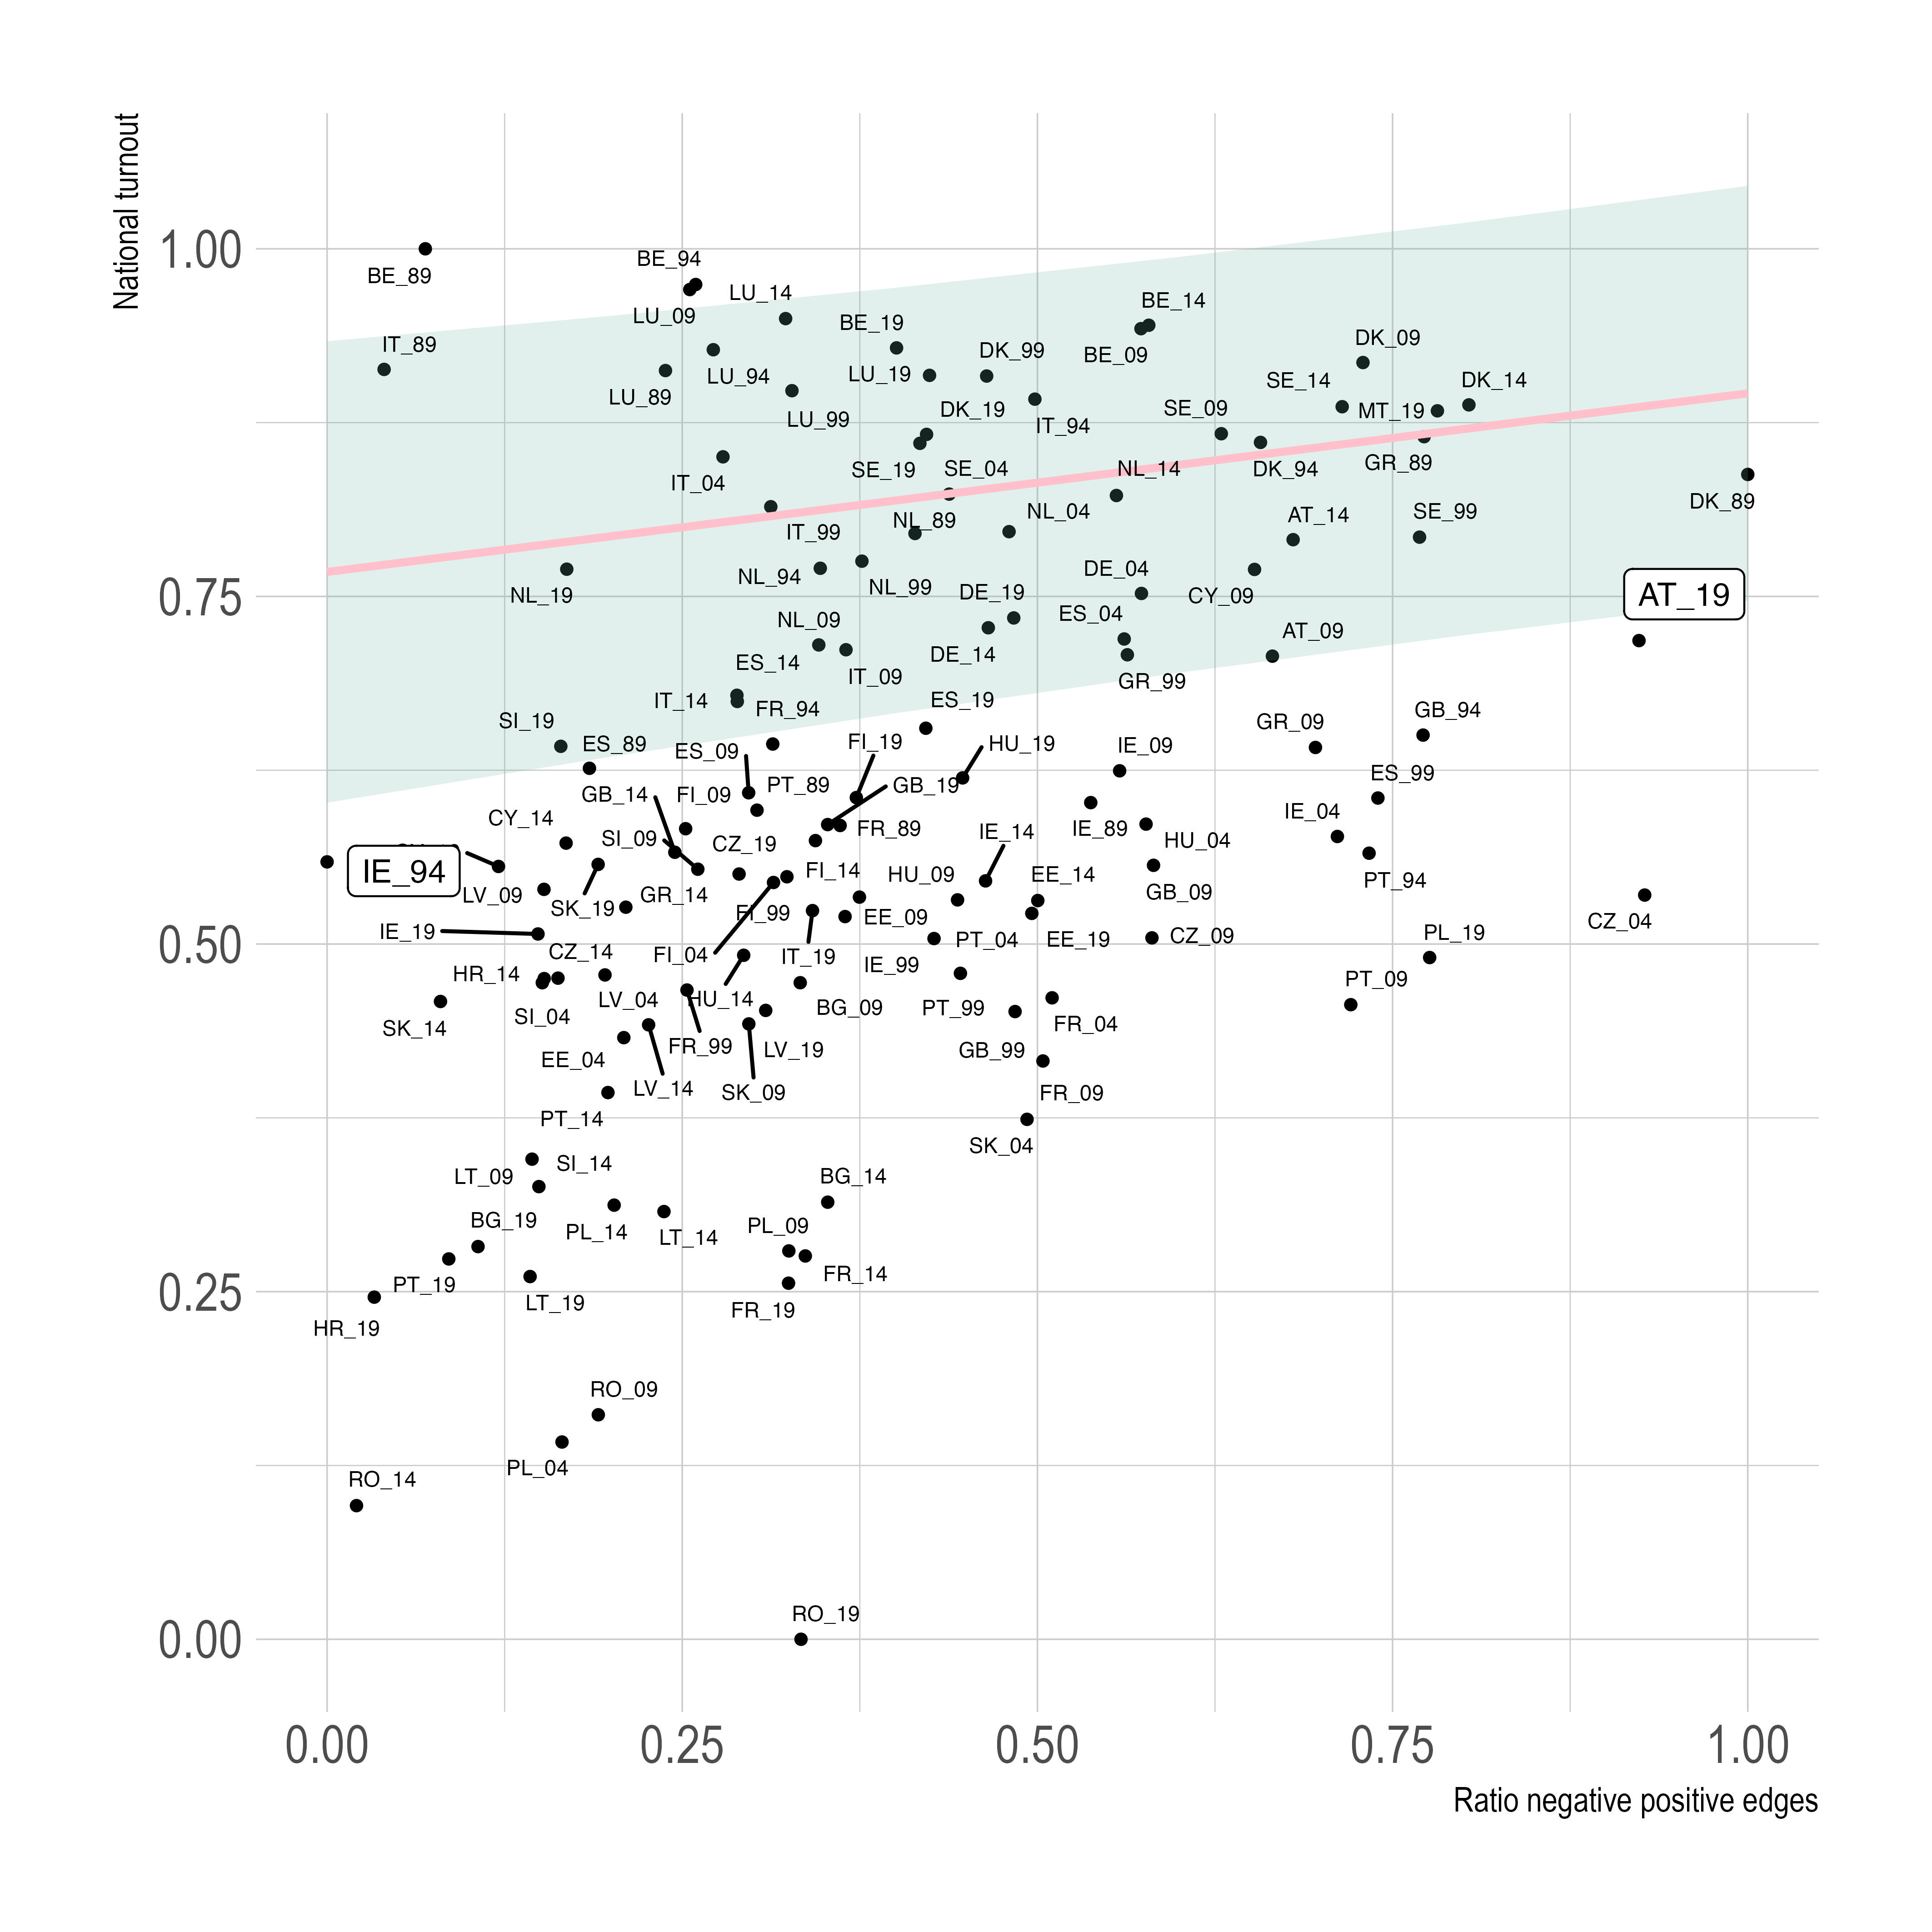 National turnout
1.00
0.75
0.50
0.25
0.00
BE_94
BE_89
LU_14
BE_14
LU_09
BE_19
DK_09
IT_89
DK_99
BE_09
LU_94
LU_19
SE_14
DK_14
LU_89
DK_19
SE_09
MT_19
LU_99
IT_94
SE_19
SE_04
NL_14
DK_94
GR_89
IT_04
DK_89
NL_89
NL_04
AT_14
SE_99
IT_99
NL_94
NL_99
DE_04
NL_19
DE_19
CY_09
AT_19
NL_09
ES_04
AT_09
ES_14
DE_14
IT_09
GR_99
IT_14
FR_94
ES_19
GB_94
SI_19
ES_89
ES_09
FI_19
HU_19
IE_09
GR_09
GB_14
FI_09
PT_89
GB_19
ES_99
CY_14
SI_09
CZ_19
FR_89
IE_14
IE_89
HU_04
IE_04
IE_94
FI_14
HU_09
EE_14
PT_94
LV_09
SK_19
GR_14
GB_09
FI_99
EE_09
CZ_04
IE_19
CZ_14
FI_04
IT_19
PT_04
EE_19
CZ_09
PL_19
HR_14
IE_99
PT_09
SK_14
SI_04
LV_04
HU_14
BG_09
PT_99
FR_04
EE_04
FR_99
LV_19
GB_99
LV_14
SK_09
FR_09
PT_14
SK_04
LT_09
SI_14
BG_14
BG_19
PL_14
LT_14
PL_09
PT_19
LT_19
FR_14
HR_19
FR_19
RO_09
PL_04
RO_14
RO_19
0.00
0.25
0.50
0.75
1.00
Ratio negative positive edges